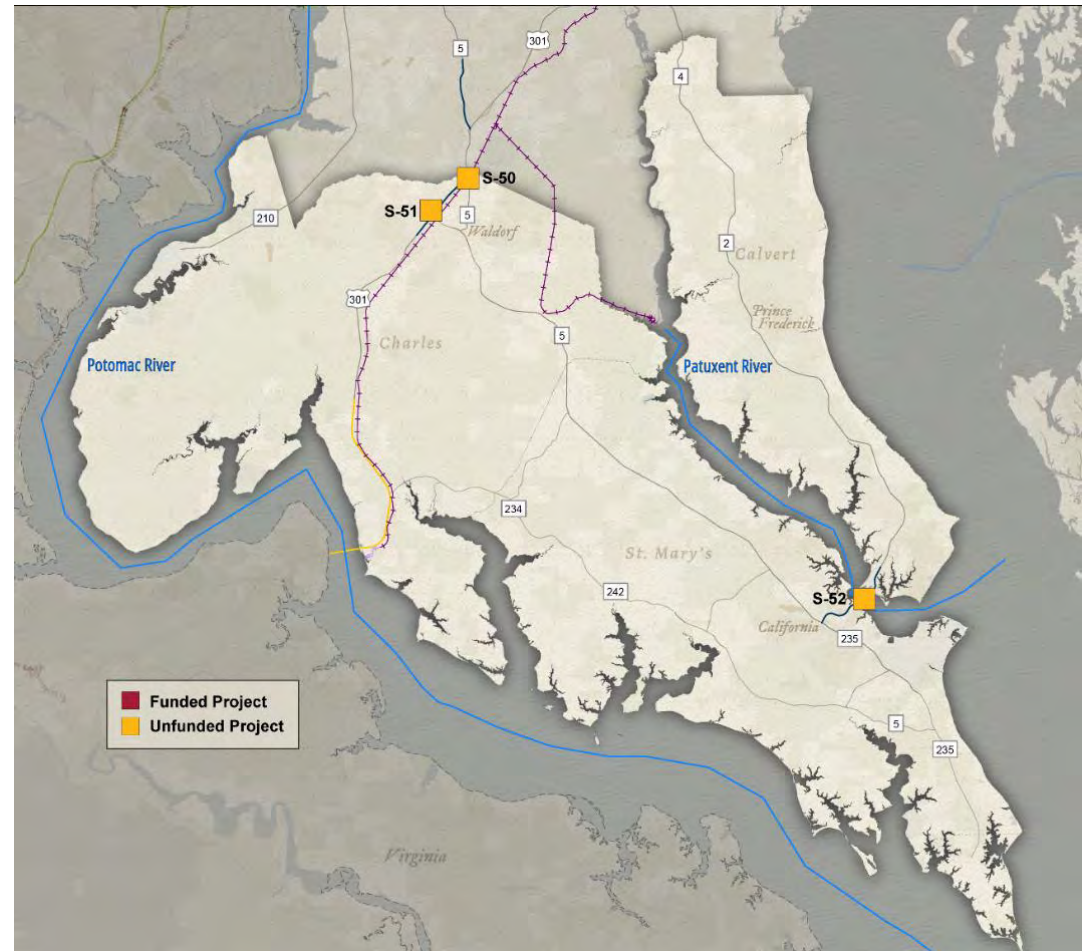 5
301
4
S-50
S-51
5
Waldorf
210
2
Calvert
301
Prince
Frederick
5
Charles
Potomac River
Patuxent River
234
St. Mary's
242
S-52
California
235
Funded Project
Unfunded Project
5
235
Virginia